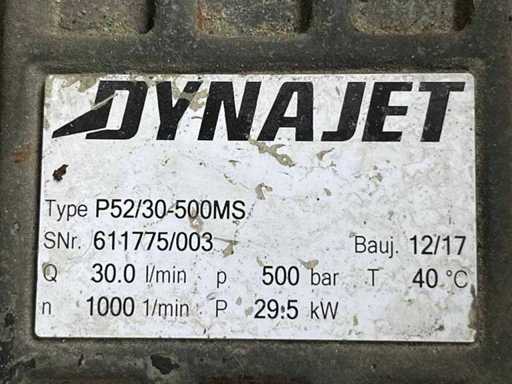 DYNAJET
Type P52/30-500MS
SNr. 611775/003 Bauj. 12/17
Q 30.0 l/min p 500 bar T 40 °C
n 1000 1/min P 29.5 kW